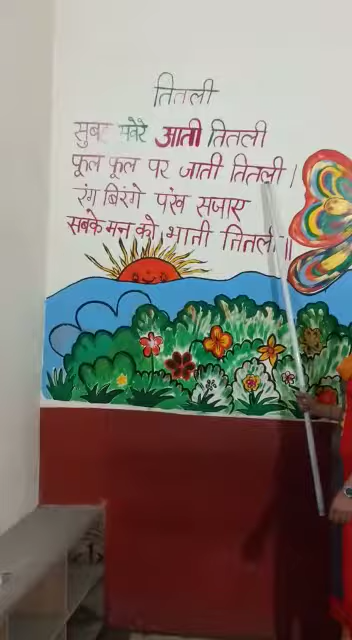 तितली
सुबह सवेरे आती तितली
फूल फूल पर जाती तितली।
रंग बिरंगे पंख सजाए
सबके मन को भाती तितली॥